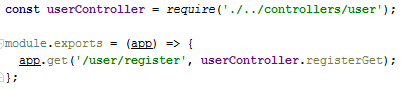 const userController = require('./../controllers/user');
module.exports = (app) => {
  app.get('/user/register', userController.registerGet);
};